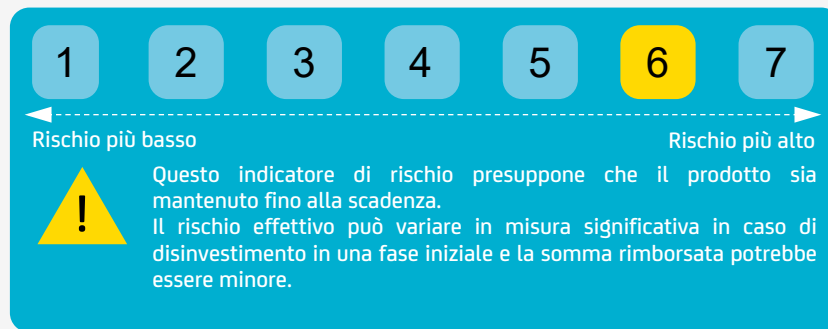 1 2 3 4 5 6 7
Rischio più basso Rischio più alto
Questo indicatore di rischio presuppone che il prodotto sia
mantenuto fino alla scadenza.
!
Il rischio effettivo può variare in misura significativa in caso di
disinvestimento in una fase iniziale e la somma rimborsata potrebbe
essere minore.